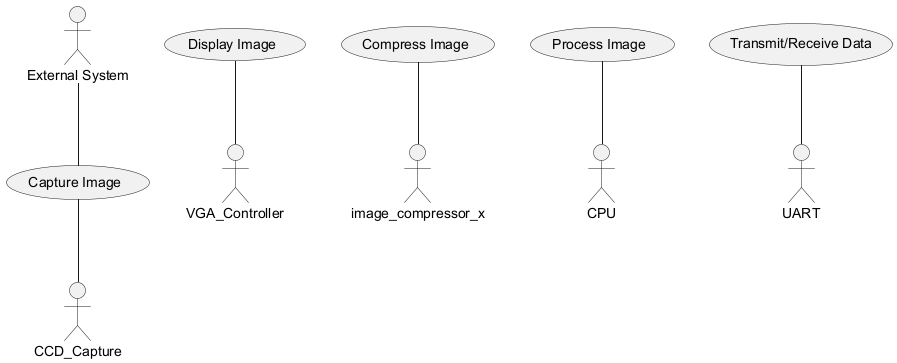 External System
Display Image
Compress Image
Process Image
Transmit/Receive Data
Capture Image
VGA_Controller
image_compressor_x
CPU
UART
CCD_Capture